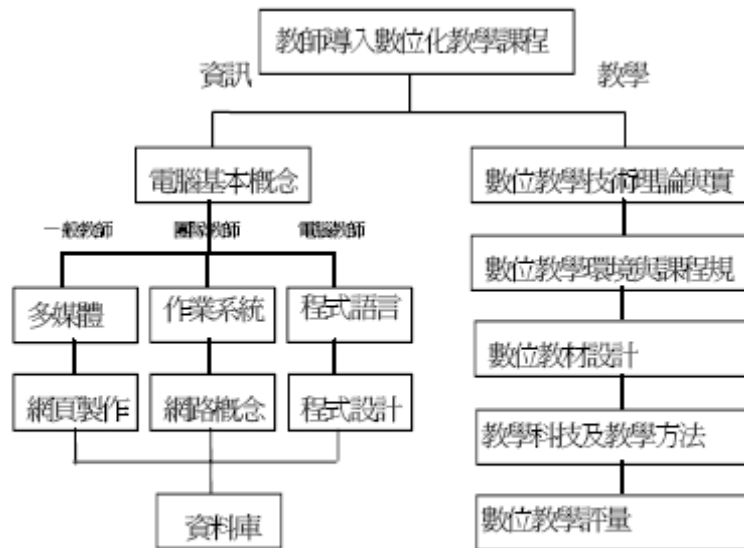 教師導入數位化教學課程
資訊
教學
電腦基本概念
數位教學技術理論與實
一般教師
團隊教師
電腦教師
數位教學環境與課程規
多媒體
作業系統
程式語言
數位教材設計
網頁製作
網路概念
程式設計
教學科技及教學方法
資料庫
數位教學評量